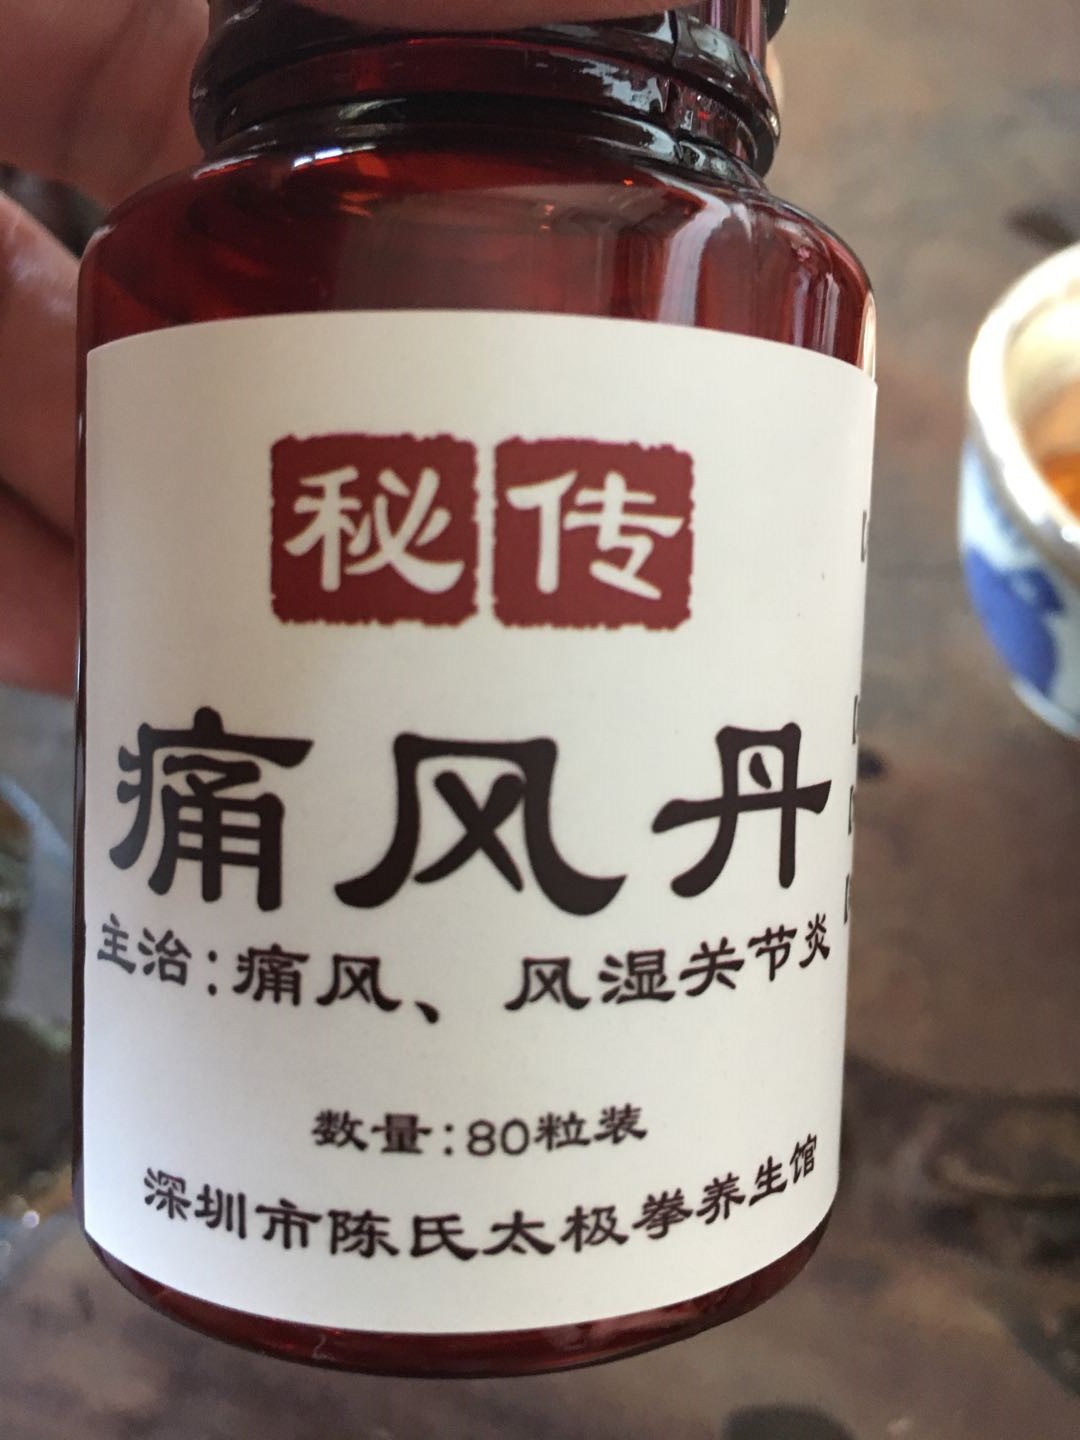 秘传
痛风丹
主治:痛风、风湿关节炎
数量:80粒装
深圳市陈氏太极拳养生馆